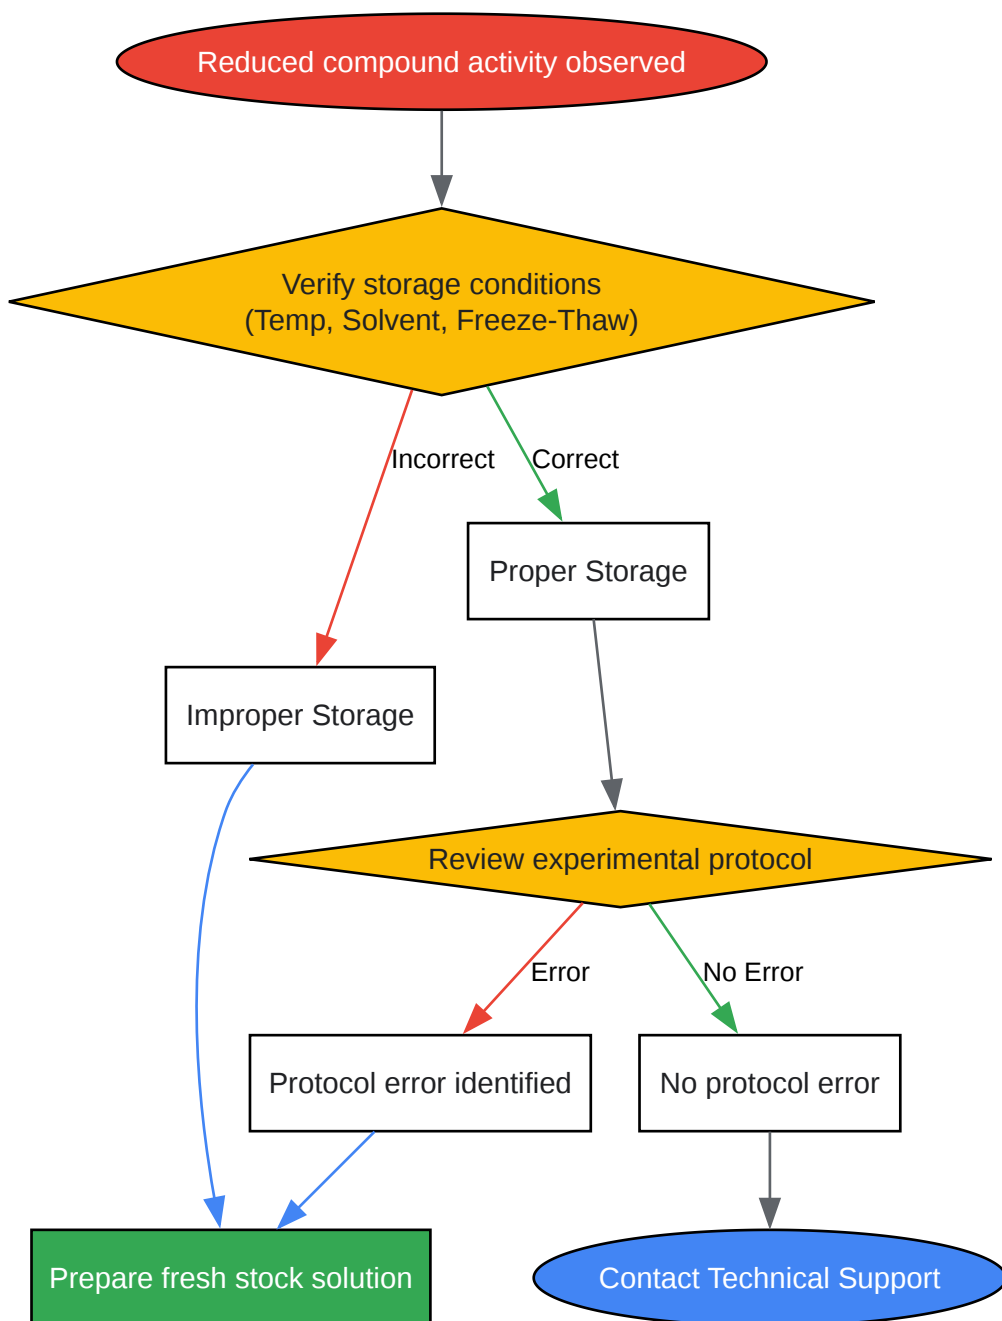 Reduced compound activity observed
Verify storage conditions
(Temp, Solvent, Freeze-Thaw)
Incorrect
Correct
Proper Storage
Improper Storage
Review experimental protocol
Error
No Error
Protocol error identified
No protocol error
Prepare fresh stock solution
Contact Technical Support